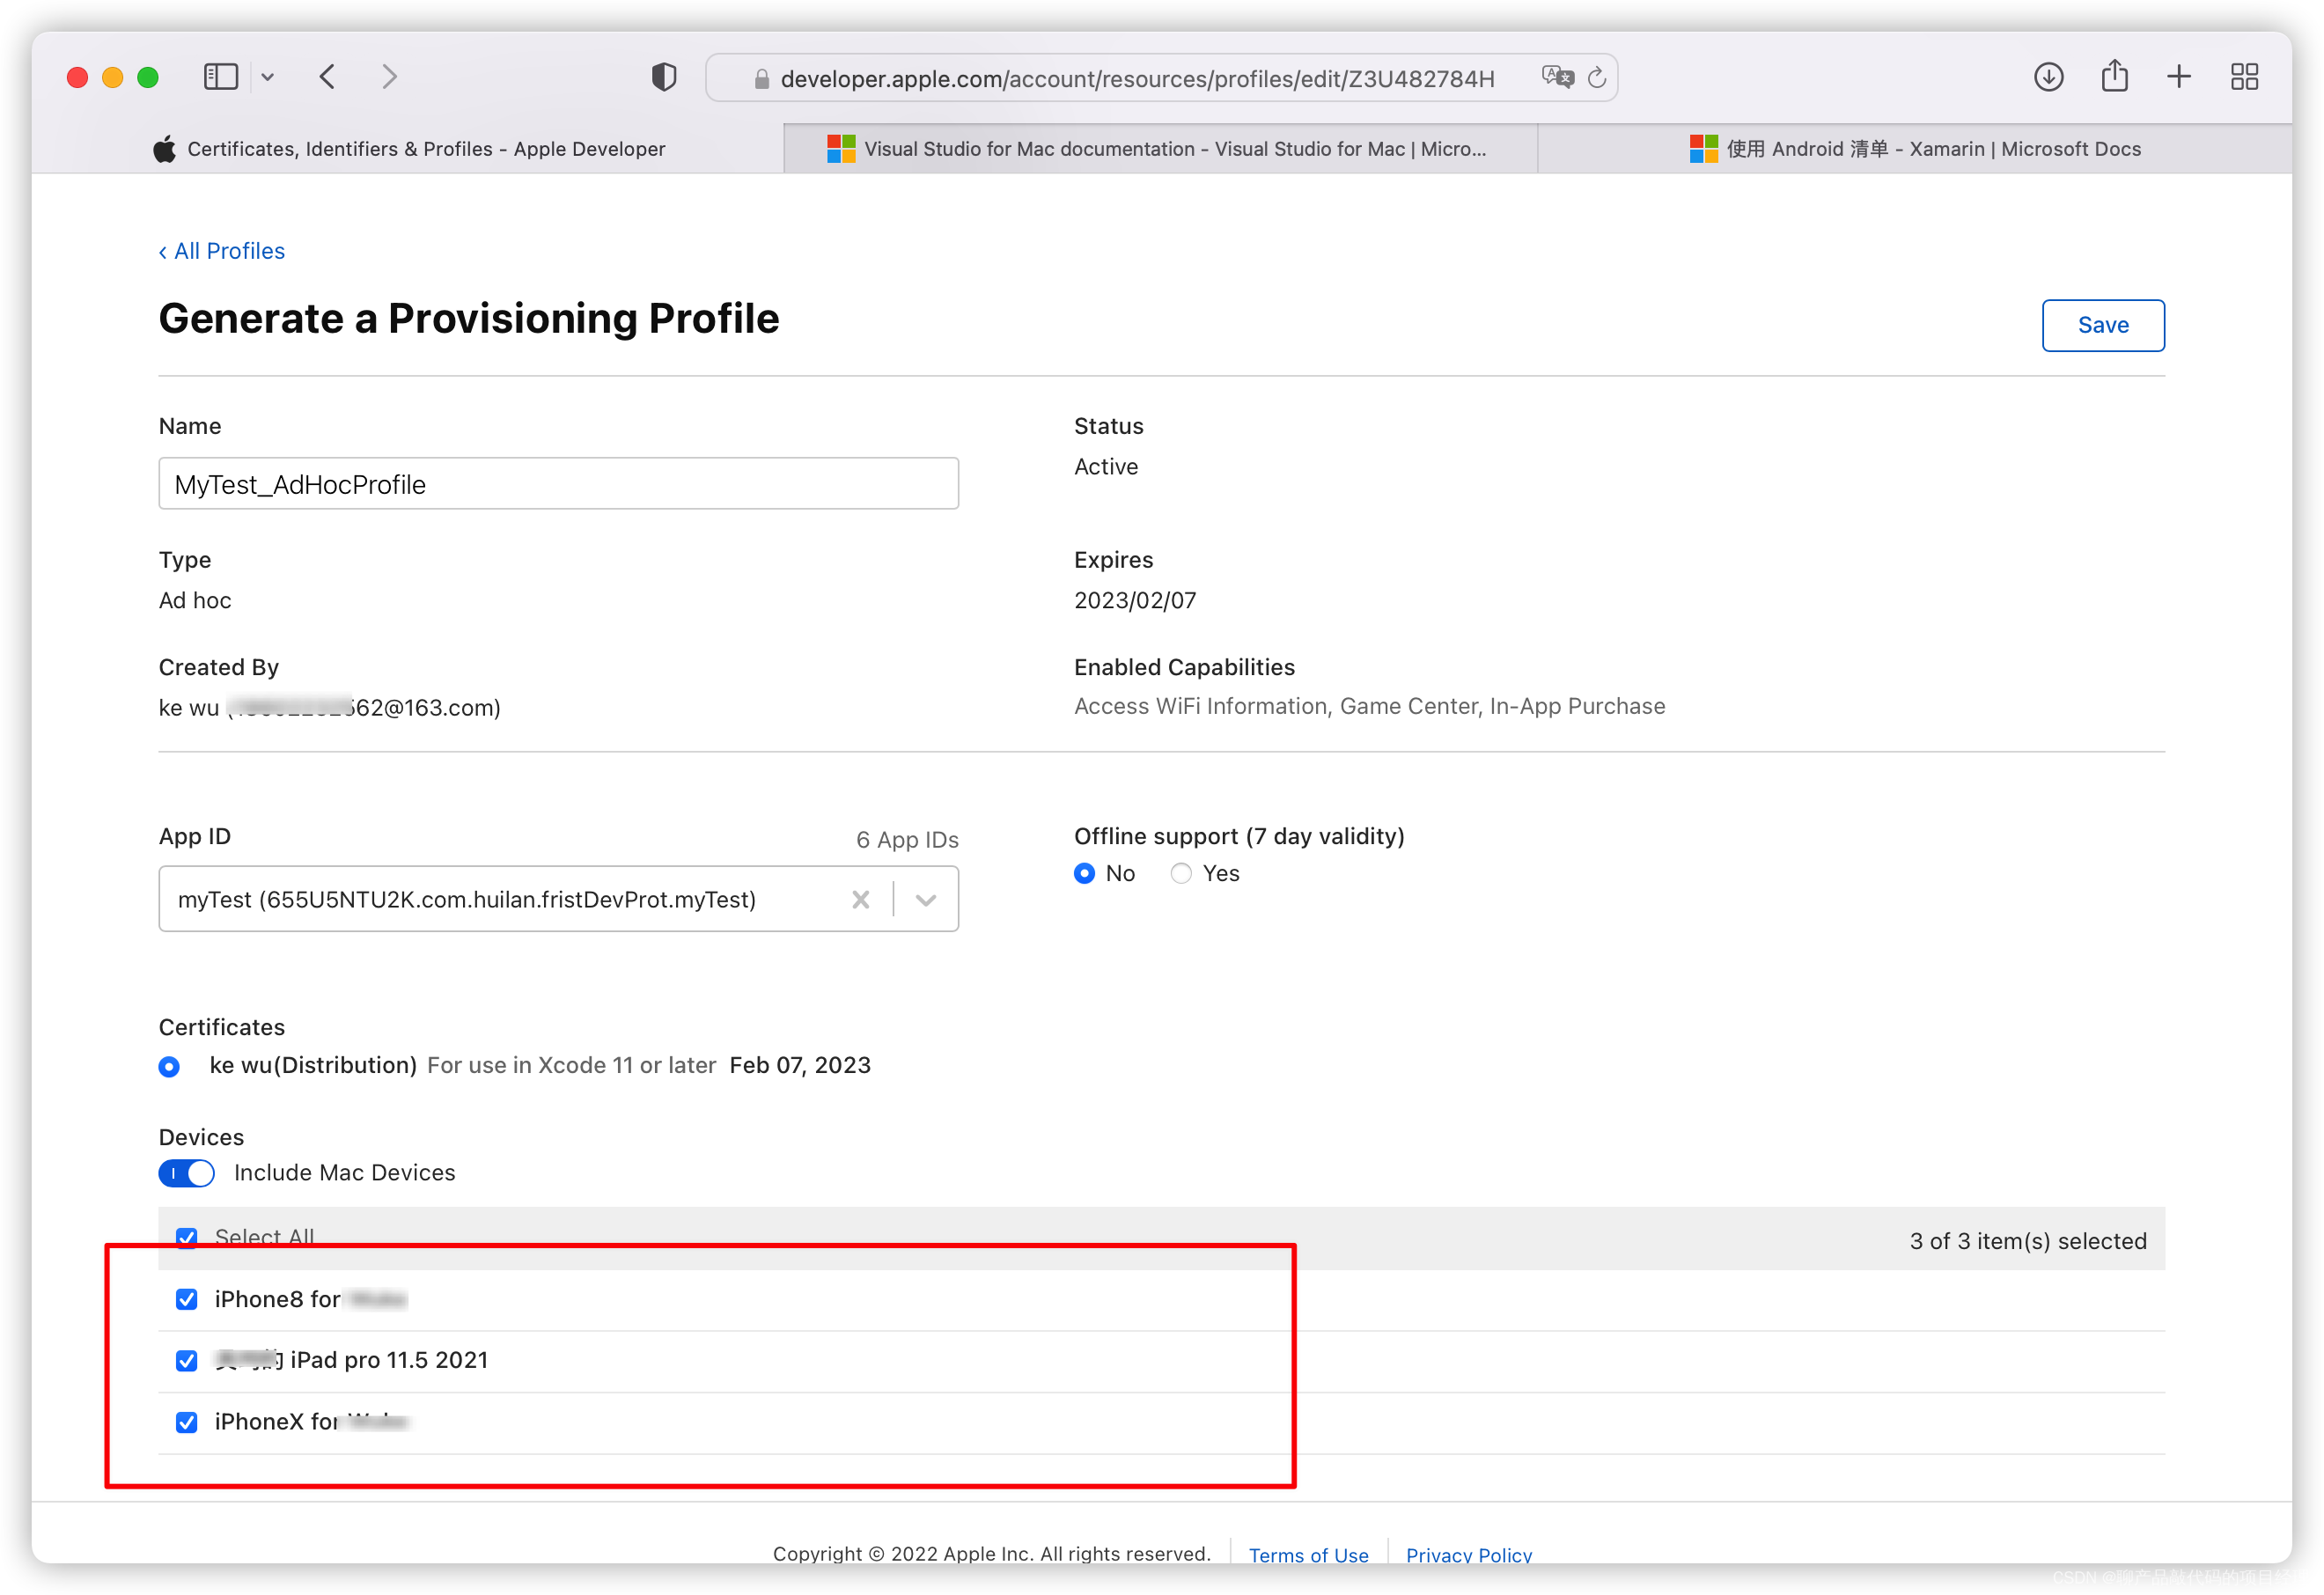 developer.apple.com/account/resources/profiles/edit/Z3U482784H
Certificates, Identifiers & Profiles - Apple Developer
Visual Studio for Mac documentation - Visual Studio for Mac | Micro...
使用 Android 清单 - Xamarin | Microsoft Docs
‹ All Profiles
Generate a Provisioning Profile
Save
Name
Status
MyTest_AdHocProfile
Active
Type
Expires
Ad hoc
2023/02/07
Created By
Enabled Capabilities
ke wu (562@163.com)
Access WiFi Information, Game Center, In-App Purchase
App ID
6 App IDs
Offline support (7 day validity)
myTest (655U5NTU2K.com.huilan.fristDevProt.myTest)
No
Yes
Certificates
ke wu(Distribution) For use in Xcode 11 or later Feb 07, 2023
Devices
Include Mac Devices
Select All
3 of 3 item(s) selected
iPhone8 for
iPad pro 11.5 2021
iPhoneX for
Copyright © 2022 Apple Inc. All rights reserved.
Terms of Use
Privacy Policy